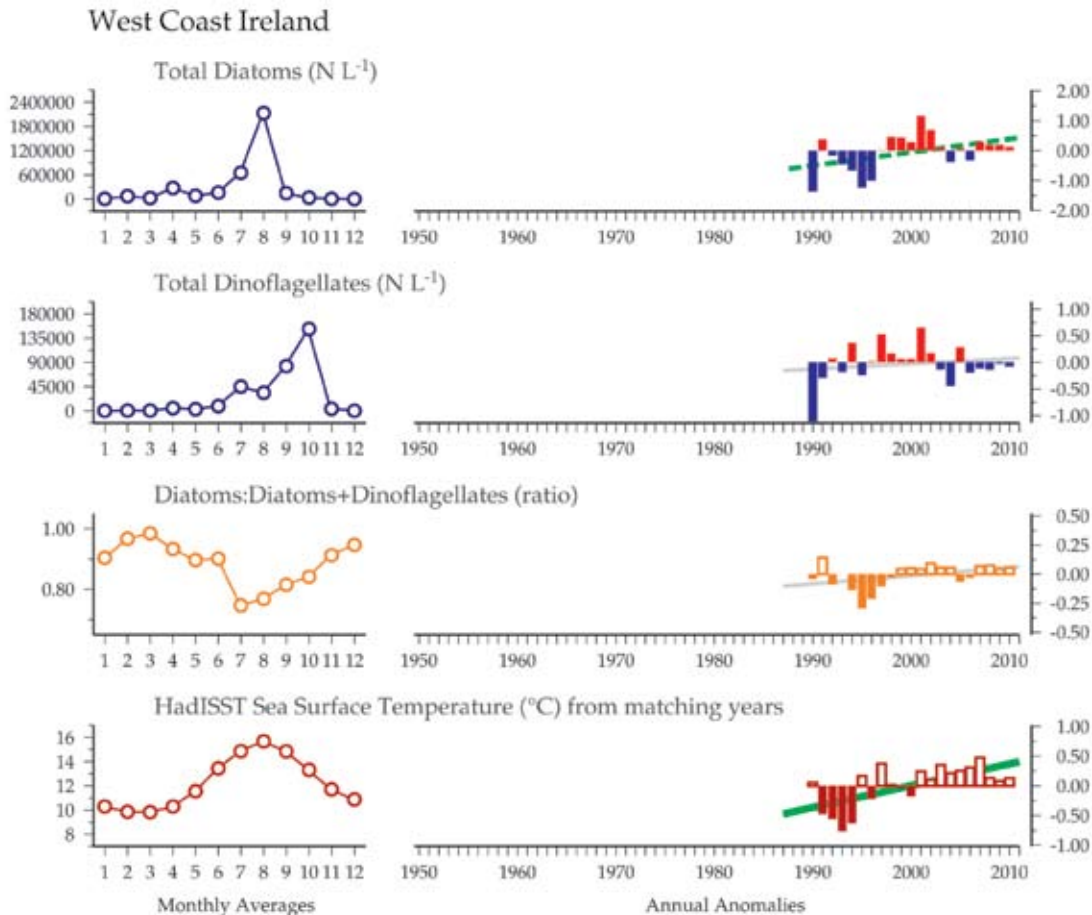 West Coast Ireland
Total Diatoms (N L⁻¹)
2400000
1800000
1200000
600000
0
2.00
1.00
0.00
-1.00
-2.00
1 2 3 4 5 6 7 8 9 10 11 12
1950 1960 1970 1980 1990 2000 2010
Total Dinoflagellates (N L⁻¹)
180000
135000
90000
45000
0
1.00
0.50
0.00
-0.50
-1.00
1 2 3 4 5 6 7 8 9 10 11 12
1950 1960 1970 1980 1990 2000 2010
Diatoms:Diatoms+Dinoflagellates (ratio)
1.00
0.80
0.50
0.25
0.00
-0.25
-0.50
1 2 3 4 5 6 7 8 9 10 11 12
1950 1960 1970 1980 1990 2000 2010
HadISST Sea Surface Temperature (°C) from matching years
16
14
12
10
8
1.00
0.50
0.00
-0.50
-1.00
1 2 3 4 5 6 7 8 9 10 11 12
1950 1960 1970 1980 1990 2000 2010
Monthly Averages
Annual Anomalies